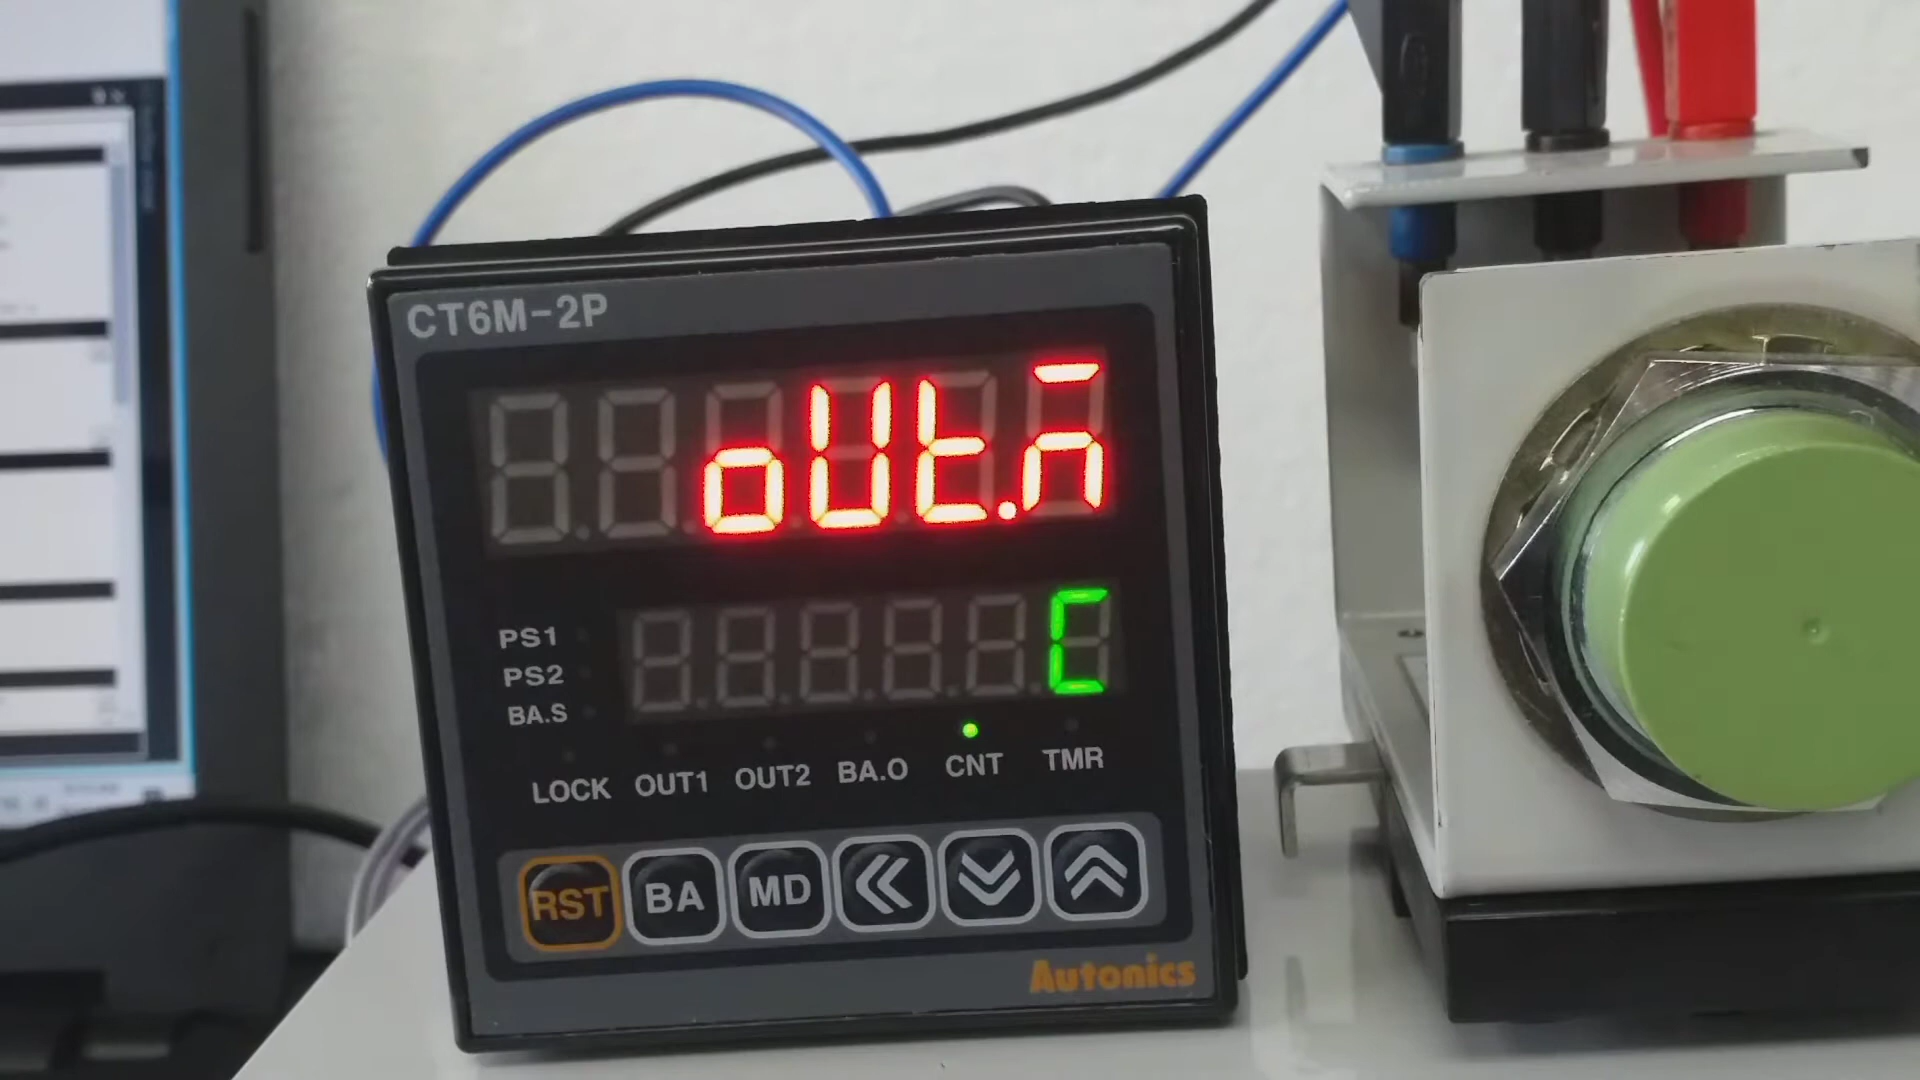 CT6M-2P
oUt.m
C
PS1
PS2
BA.S
LOCK OUT1 OUT2 BA.O CNT TMR
RST BA MD
Autonics